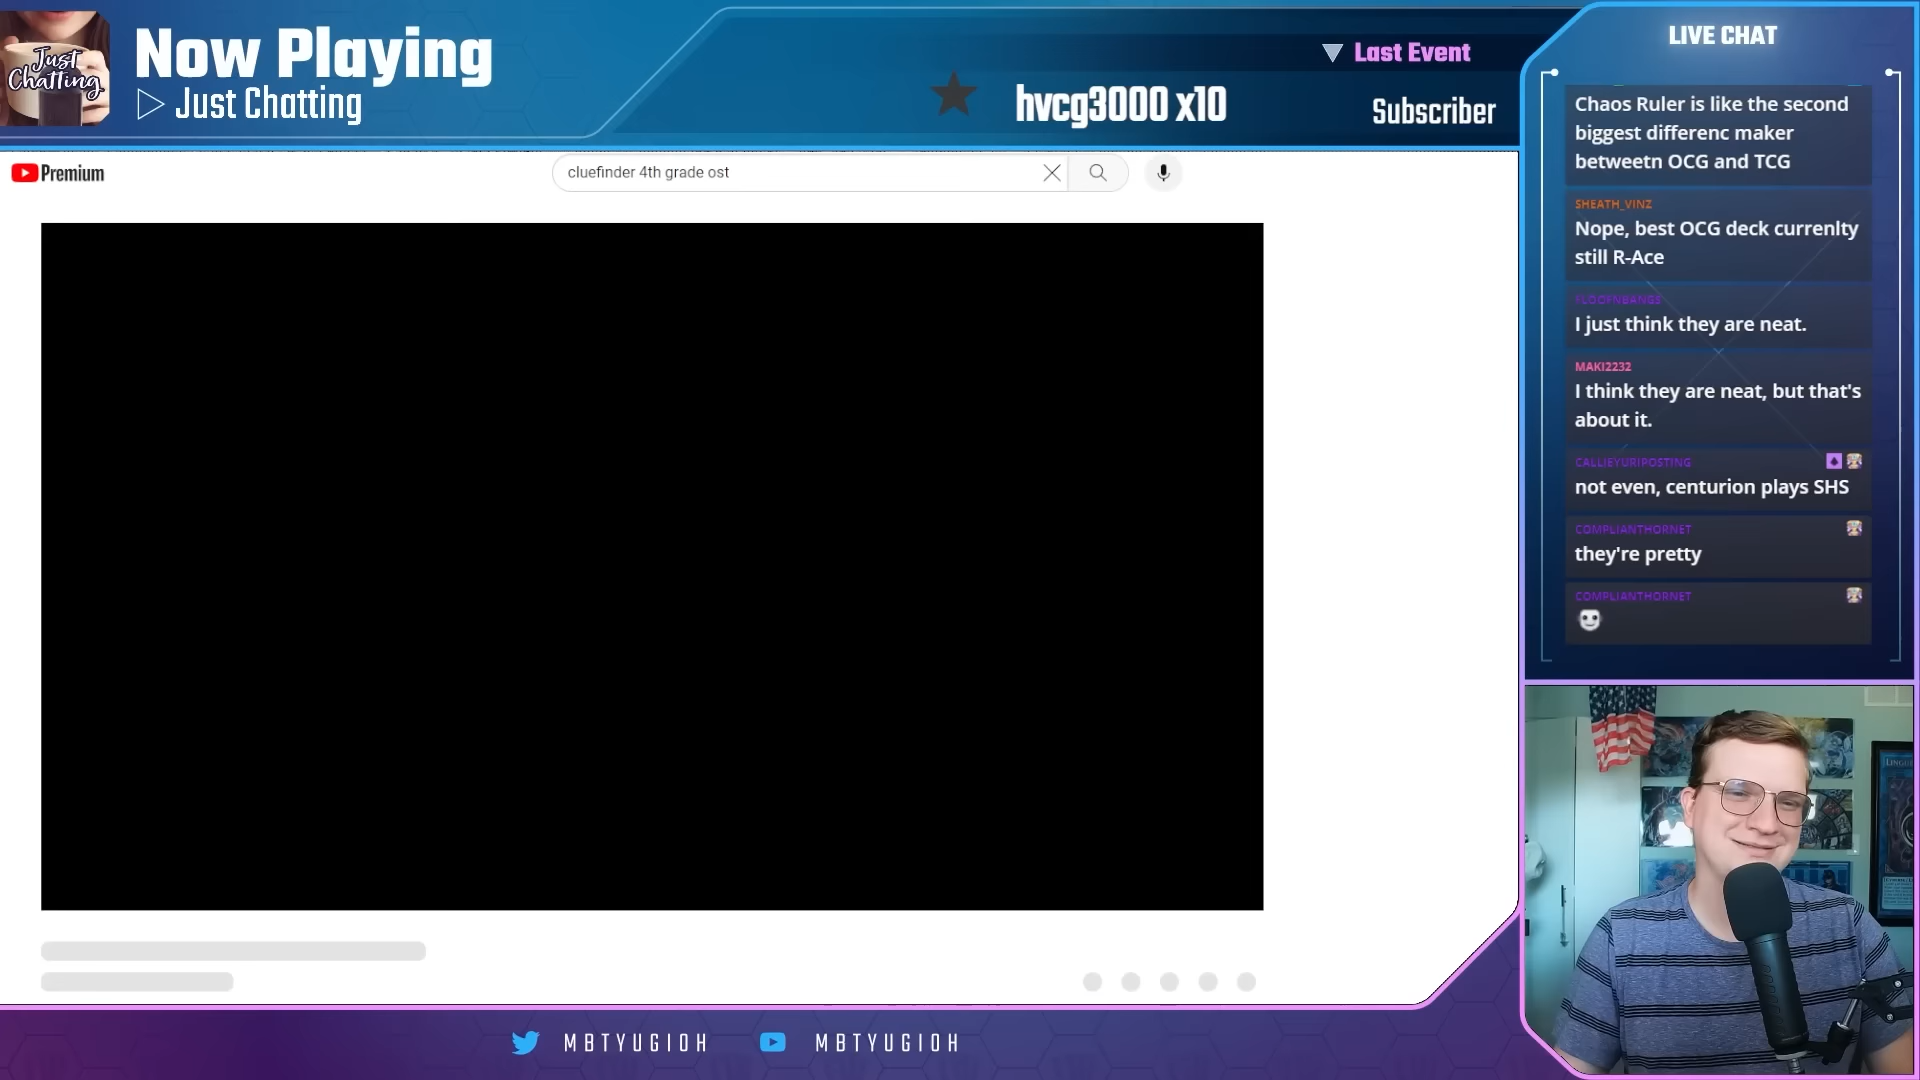 Just
Chatting
Now Playing
Just Chatting
Last Event
hvcg3000 x10
Subscriber
LIVE CHAT
Premium
cluefinder 4th grade ost
Chaos Ruler is like the second
biggest differenc maker
betweetn OCG and TCG
SHEATH_VINZ
Nope, best OCG deck currenlty
still R-Ace
FLOOFNBANGS
I just think they are neat.
MAKI2232
I think they are neat, but that's
about it.
CALLIEYURIPOSTING
not even, centurion plays SHS
COMPLIANTHORNET
they're pretty
COMPLIANTHORNET
MBTYUGIOH
MBTYUGIOH